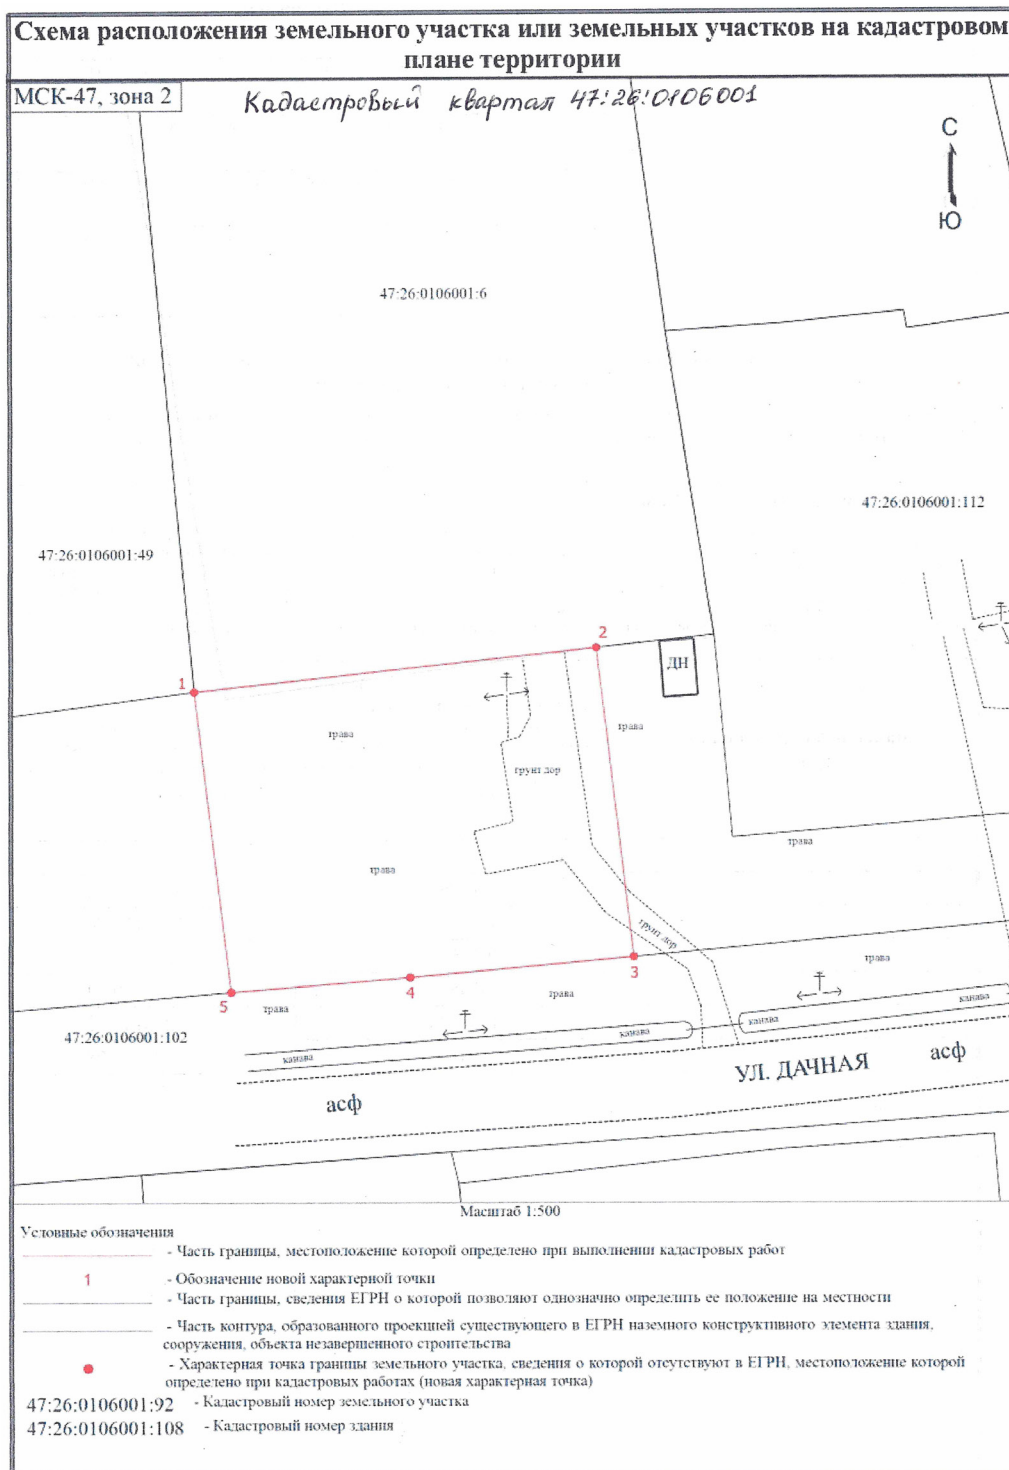 Схема расположения земельного участка или земельных участков на кадастровом
плане территории
МСК-47, зона 2
Кадастровый квартал 47:26:0106001
С
Ю
47:26:0106001:6
47:26:0106001:112
47:26:0106001:49
2
ДН
1
трава
трава
грунт дор
трава
трава
грунт дор
трава
3
4
5
трава
трава
канава
канава
канава
канава
47:26:0106001:102
УЛ. ДАЧНАЯ
асф
асф
Масштаб 1:500
Условные обозначения
- Часть границы, местоположение которой определено при выполнении кадастровых работ
1 - Обозначение новой характерной точки
- Часть границы, сведения ЕГРН о которой позволяют однозначно определить ее положение на местности
- Часть контура, образованного проекцией существующего в ЕГРН наземного конструктивного элемента здания,
сооружения, объекта незавершенного строительства
- Характерная точка границы земельного участка, сведения о которой отсутствуют в ЕГРН, местоположение которой
определено при кадастровых работах (новая характерная точка)
47:26:0106001:92 - Кадастровый номер земельного участка
47:26:0106001:108 - Кадастровый номер здания